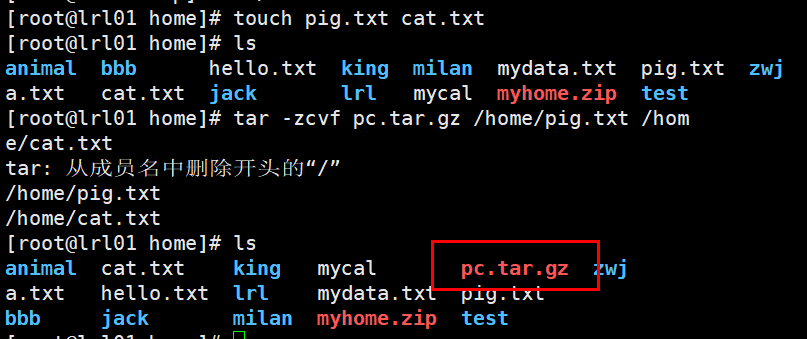 [root@lrl01 home]# touch pig.txt cat.txt
[root@lrl01 home]# ls
animal bbb hello.txt king milan mydata.txt pig.txt zwj
a.txt cat.txt jack lrl mycal myhome.zip test
[root@lrl01 home]# tar -zcvf pc.tar.gz /home/pig.txt /hom
e/cat.txt
tar: 从成员名中删除开头的“/”
/home/pig.txt
/home/cat.txt
[root@lrl01 home]# ls
animal cat.txt king mycal pc.tar.gz zwj
a.txt hello.txt lrl mydata.txt pig.txt
bbb jack milan myhome.zip test
[root@lrl01 home]#